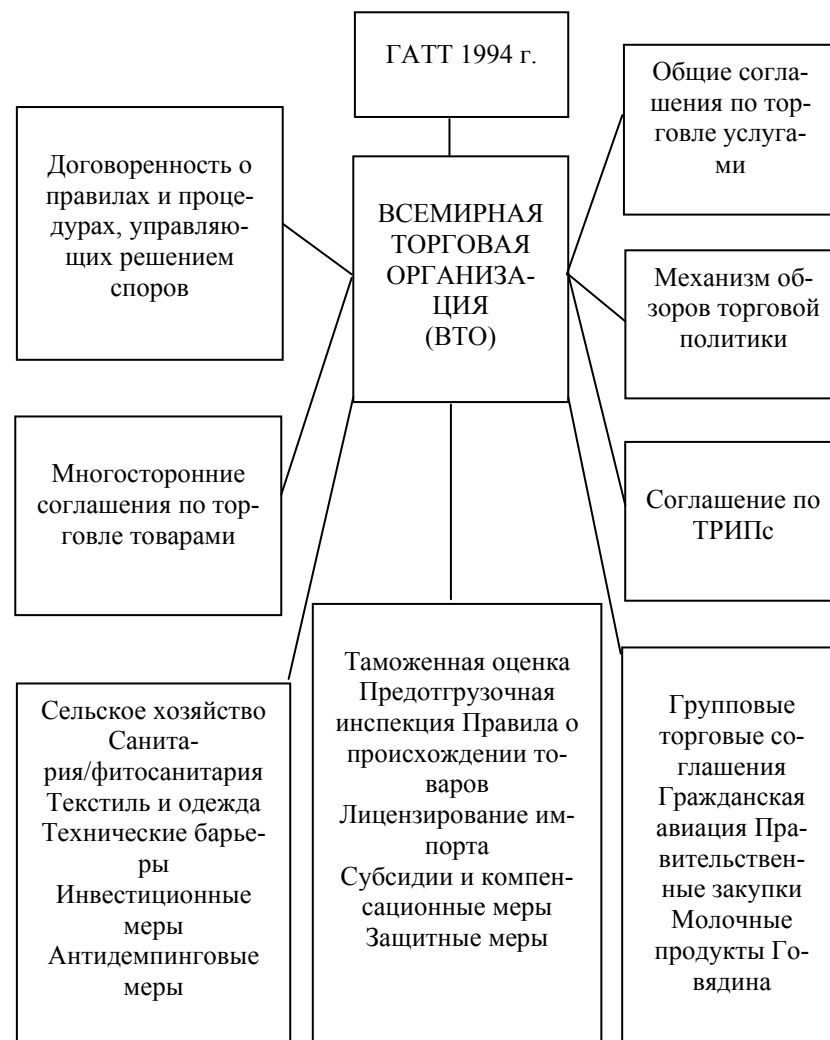 ГАТТ 1994 г.
Общие согла-
шения по тор-
говле услуга-
ми
Договоренность о
правилах и проце-
дурах, управляю-
щих решением
споров
ВСЕМИРНАЯ
ТОРГОВАЯ
ОРГАНИЗА-
ЦИЯ
(ВТО)
Механизм об-
зоров торговой
политики
Многосторонние
соглашения по тор-
говле товарами
Соглашение по
ТРИПс
Сельское хозяйство
Санита-
рия/фитосанитария
Текстиль и одежда
Технические барье-
ры
Инвестиционные
меры
Антидемпинговые
меры
Таможенная оценка
Предотгрузочная
инспекция Правила о
происхождении то-
варов
Лицензирование им-
порта
Субсидии и компен-
сационные меры
Защитные меры
Групповые
торговые со-
глашения
Гражданская
авиация Пра-
вительствен-
ные закупки
Молочные
продукты Го-
вядина